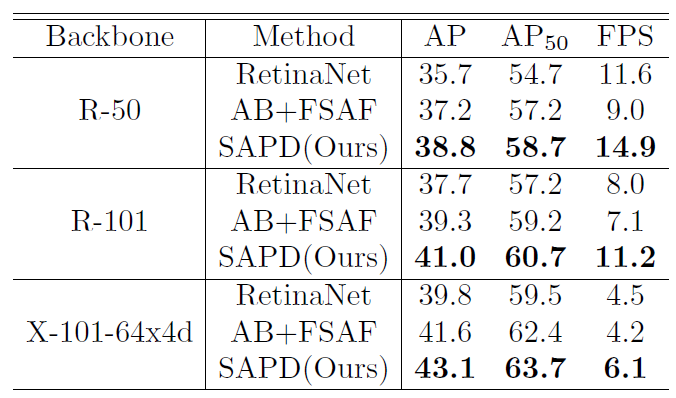 Backbone Method AP AP50 FPS
RetinaNet 35.7 54.7 11.6
R-50 AB+FSAF 37.2 57.2 9.0
SAPD(Ours) 38.8 58.7 14.9
RetinaNet 37.7 57.2 8.0
R-101 AB+FSAF 39.3 59.2 7.1
SAPD(Ours) 41.0 60.7 11.2
RetinaNet 39.8 59.5 4.5
X-101-64x4d AB+FSAF 41.6 62.4 4.2
SAPD(Ours) 43.1 63.7 6.1